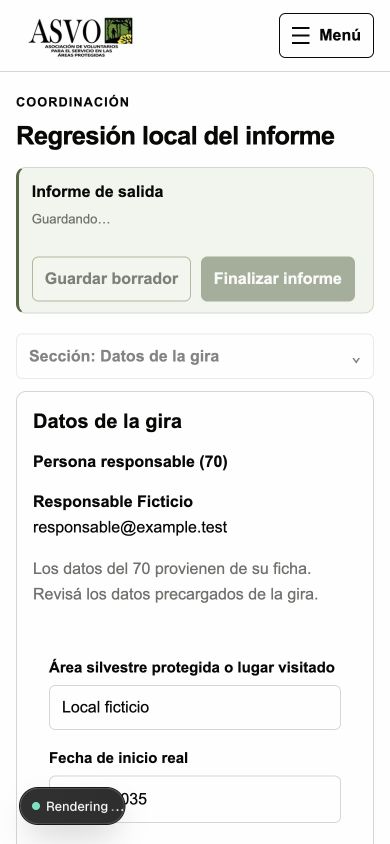 ASVO
ASOCIACIÓN DE VOLUNTARIOS
PARA EL SERVICIO EN LAS
ÁREAS PROTEGIDAS
Menú
COORDINACIÓN
Regresión local del informe
Informe de salida
Guardando…
Guardar borrador
Finalizar informe
Sección: Datos de la gira
Datos de la gira
Persona responsable (70)
Responsable Ficticio
responsable@example.test
Los datos del 70 provienen de su ficha.
Revisá los datos precargados de la gira.
Área silvestre protegida o lugar visitado
Local ficticio
Fecha de inicio real
035
Rendering ...